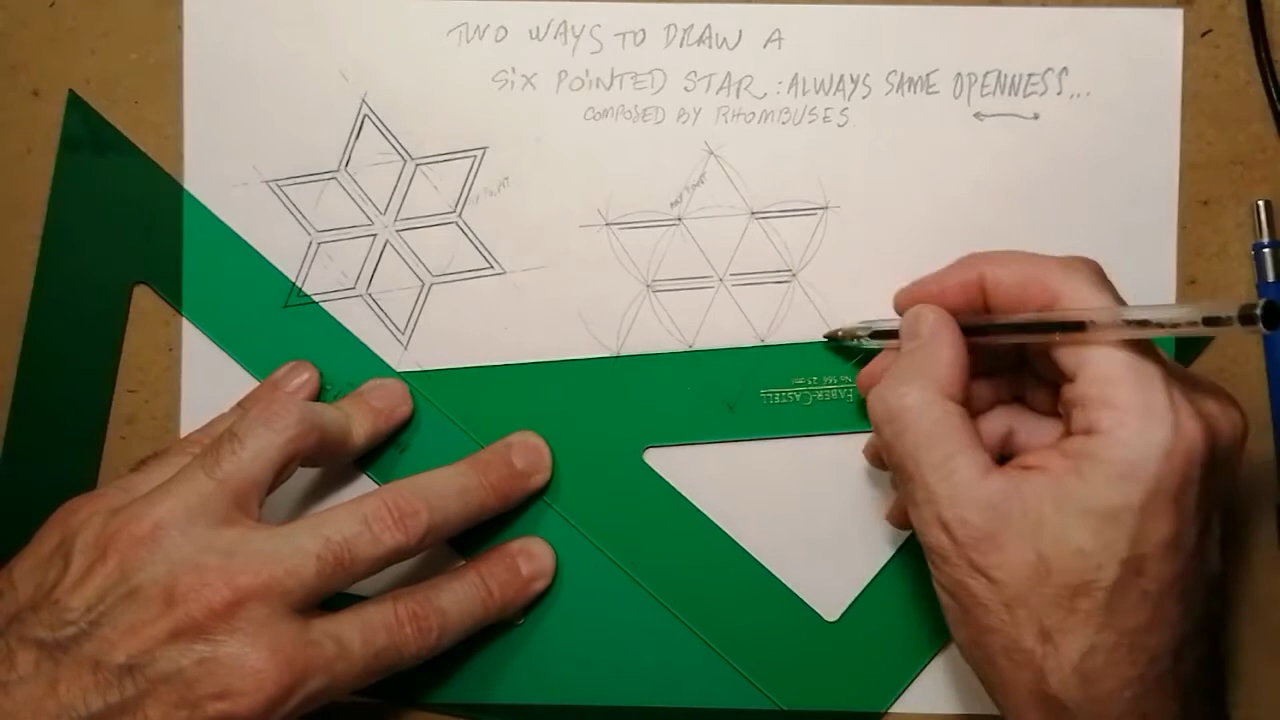 TWO WAYS TO DRAW A
SiX POiNTED STAR : ALWAYS SAME OPENNESS...
COMPOSED BY RHOMBUSES.
FABER-CASTELL